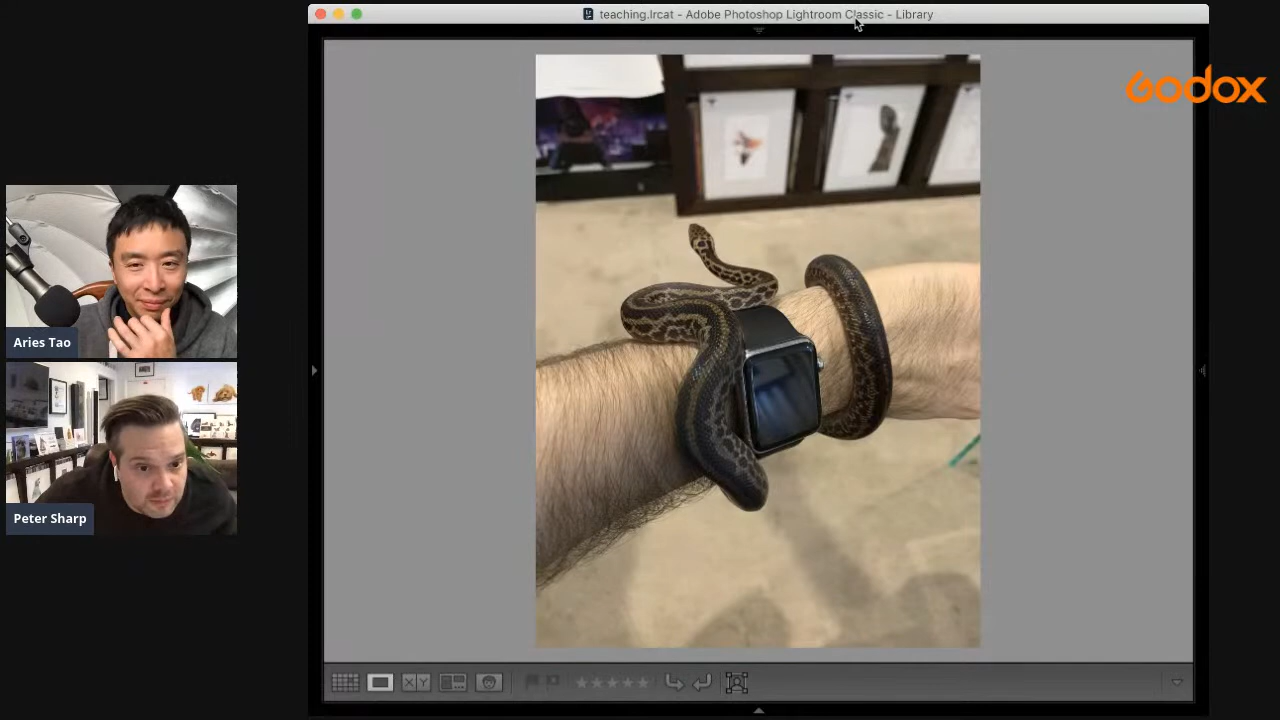 teaching.lrcat - Adobe Photoshop Lightroom Classic - Library
Godox
Aries Tao
Peter Sharp
X Y